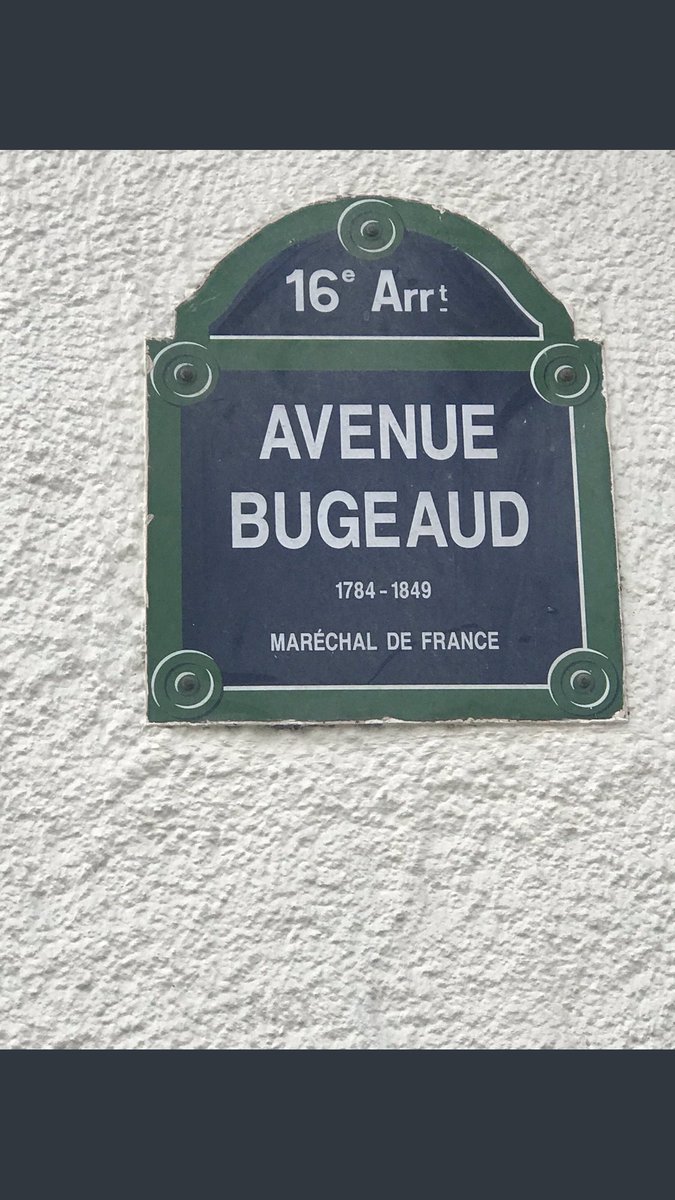 16e Arrt
AVENUE
BUGEAUD
1784-1849
MARÉCHAL DE FRANCE